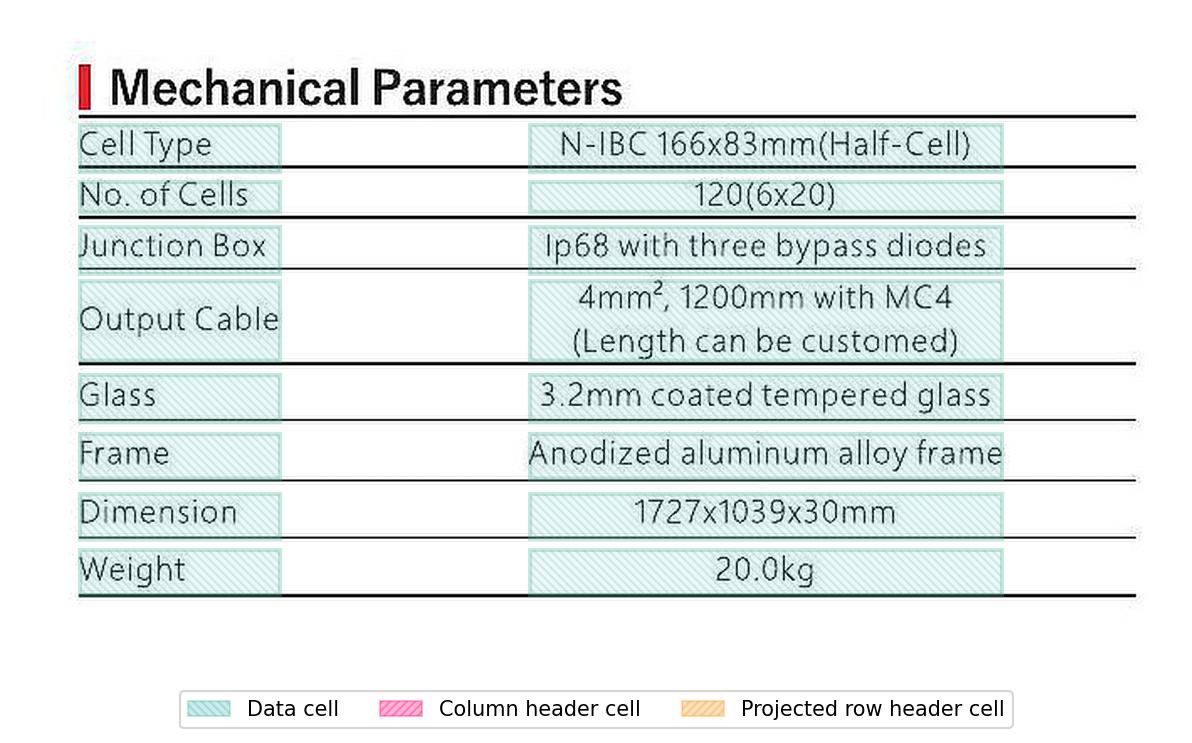 Mechanical Parameters
Cell Type N-IBC 166x83mm(Half-Cell)
No. of Cells 120(6x20)
Junction Box Ip68 with three bypass diodes
Output Cable 4mm², 1200mm with MC4
(Length can be customed)
Glass 3.2mm coated tempered glass
Frame Anodized aluminum alloy frame
Dimension 1727x1039x30mm
Weight 20.0kg
Data cell Column header cell Projected row header cell